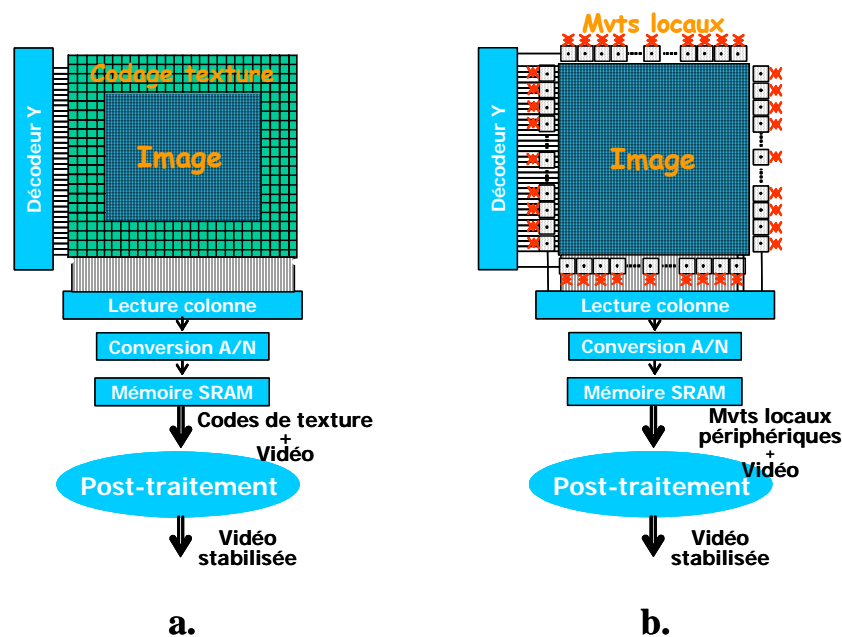 Codage texture
Image
Décodeur Y
Lecture colonne
Conversion A/N
Mémoire SRAM
Codes de texture
+
Vidéo
Post-traitement
Vidéo
stabilisée
a.
Mvts locaux
Image
Décodeur Y
Lecture colonne
Conversion A/N
Mémoire SRAM
Mvts locaux
périphériques
+
Vidéo
Post-traitement
Vidéo
stabilisée
b.